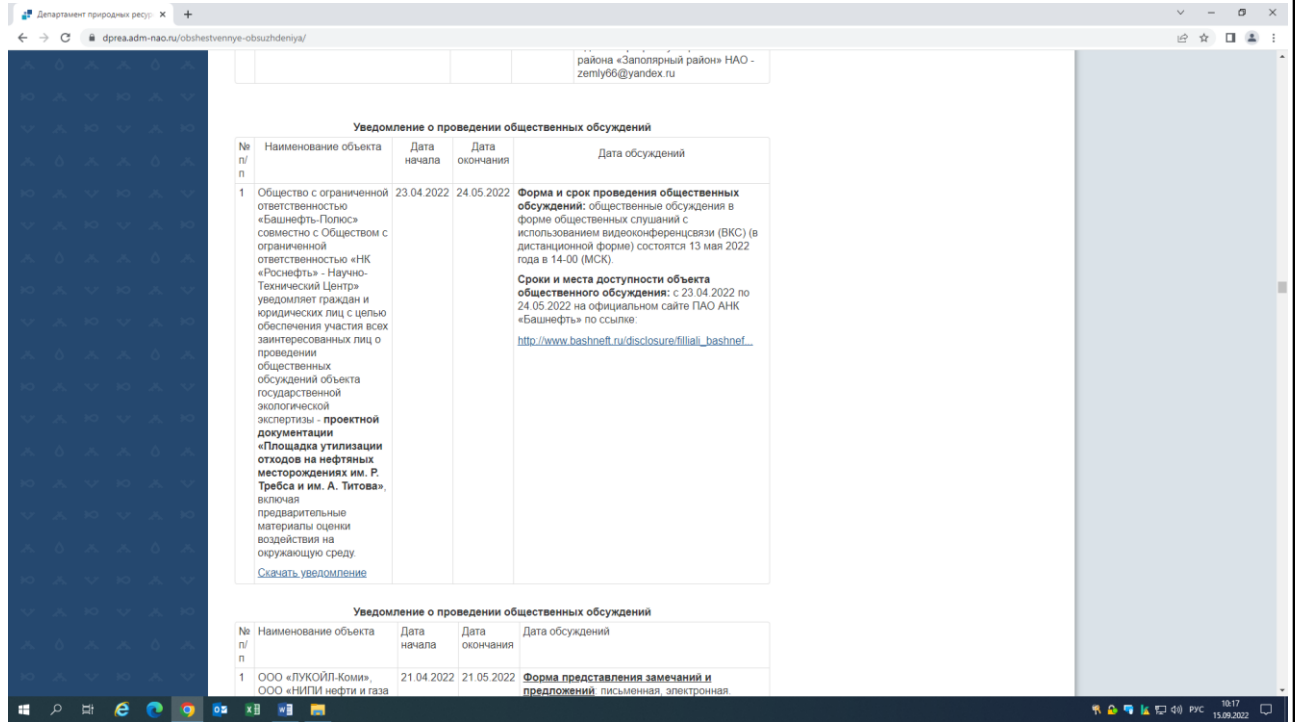 Департамент природных ресур
dprea.adm-nao.ru/obshestvennye-obsuzhdeniya/
района «Заполярный район» НАО -
zemly66@yandex.ru
Уведомление о проведении общественных обсуждений
№ п/п
Наименование объекта
Дата начала
Дата окончания
Дата обсуждений
1
Общество с ограниченной
ответственностью
«Башнефть-Полюс»
совместно с Обществом с
ограниченной
ответственностью «НК
«Роснефть» - Научно-
Технический Центр»
уведомляет граждан и
юридических лиц с целью
обеспечения участия всех
заинтересованных лиц о
проведении
общественных
обсуждений объекта
государственной
экологической
экспертизы - проектной
документации
«Площадка утилизации
отходов на нефтяных
месторождениях им. Р.
Требса и им. А. Титова»,
включая
предварительные
материалы оценки
воздействия на
окружающую среду.
Скачать уведомление
23.04.2022
24.05.2022
Форма и срок проведения общественных
обсуждений: общественные обсуждения в
форме общественных слушаний с
использованием видеоконференцсвязи (ВКС) (в
дистанционной форме) состоятся 13 мая 2022
года в 14-00 (МСК).
Сроки и места доступности объекта
общественного обсуждения: с 23.04.2022 по
24.05.2022 на официальном сайте ПАО АНК
«Башнефть» по ссылке:
http://www.bashneft.ru/disclosure/filliali_bashnef...
Уведомление о проведении общественных обсуждений
№ п/п
Наименование объекта
Дата начала
Дата окончания
Дата обсуждений
1
ООО «ЛУКОЙЛ-Коми»,
ООО «НИПИ нефти и газа
21.04.2022
21.05.2022
Форма представления замечаний и
предложений: письменная, электронная.
РУС
10:17
15.09.2022